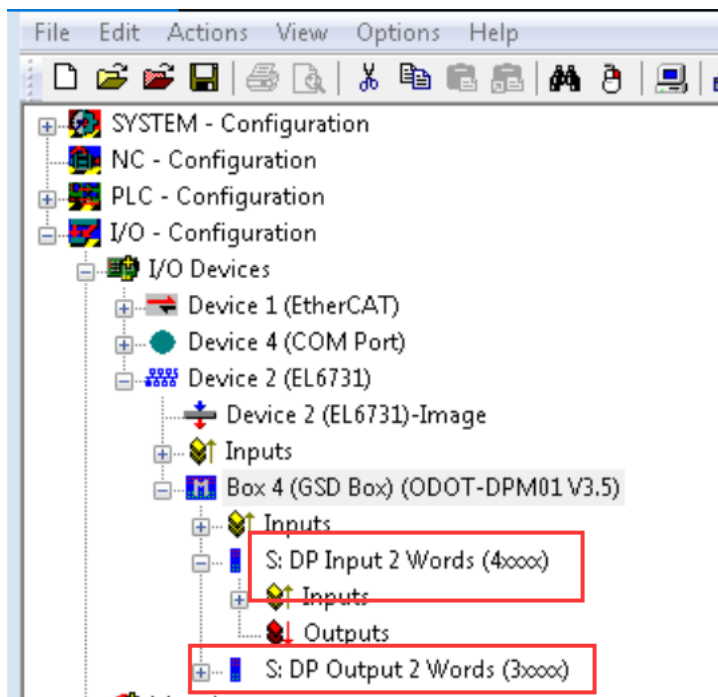 File Edit Actions View Options Help
SYSTEM - Configuration
NC - Configuration
PLC - Configuration
I/O - Configuration
I/O Devices
Device 1 (EtherCAT)
Device 4 (COM Port)
Device 2 (EL6731)
Device 2 (EL6731)-Image
Inputs
Box 4 (GSD Box) (ODOT-DPM01 V3.5)
Inputs
S: DP Input 2 Words (4xxxx)
Inputs
Outputs
S: DP Output 2 Words (3xxxx)